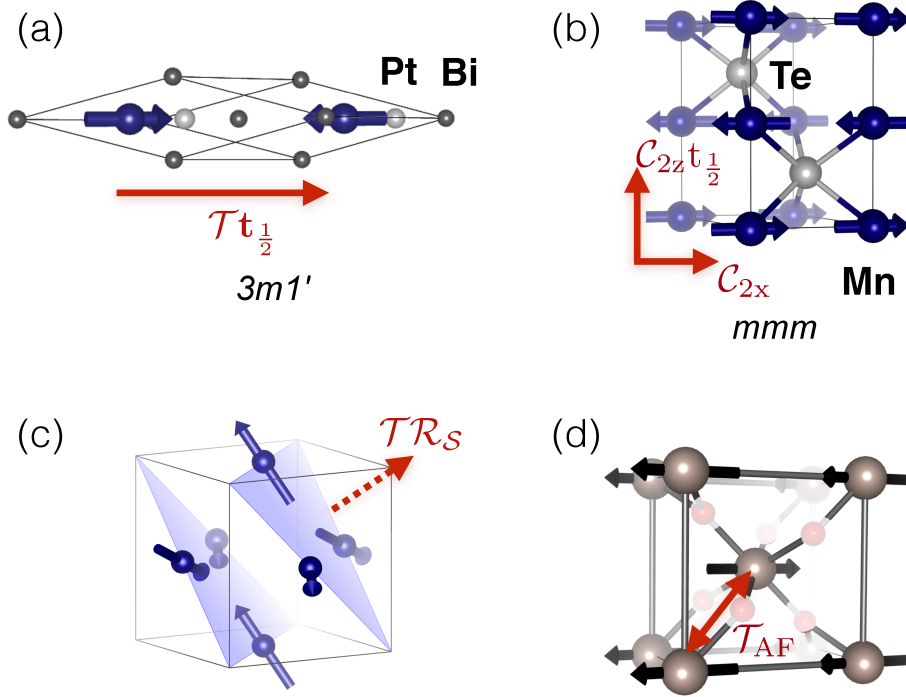 (a)
Pt Bi
𝒯t½
3m1'
(b)
Te
𝒞2z t½
𝒞2x
Mn
mmm
(c)
𝒯ℛ𝒮
(d)
𝒯AF